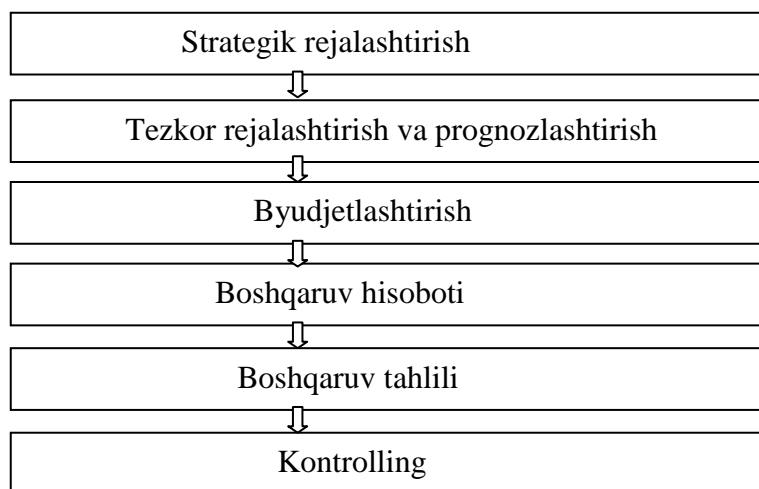 Strategik rejalashtirish
Tezkor rejalashtirish va prognozlashtirish
Byudjetlashtirish
Boshqaruv hisoboti
Boshqaruv tahlili
Kontrolling